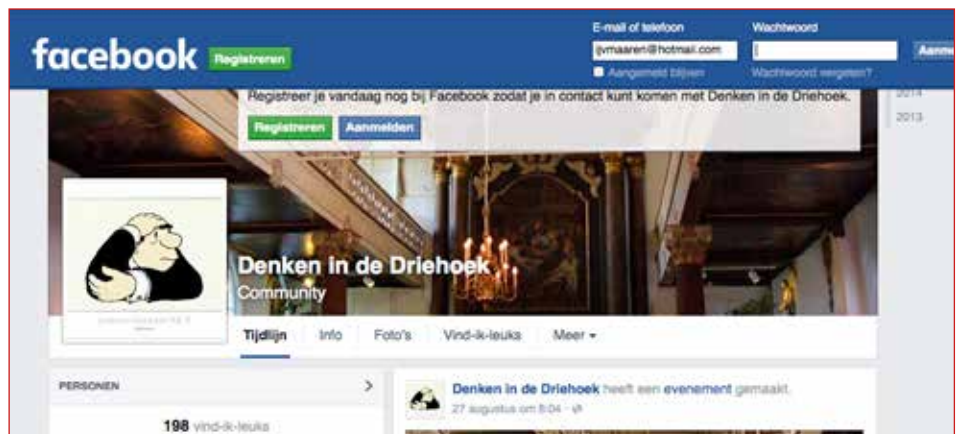 E-mail of telefoon Wachtwoord
facebook Registreren ijvmaaren@hotmail.com Aanme
Aangemeld blijven Wachtwoord vergeten?
Registreer je vandaag nog bij Facebook zodat je in contact kunt komen met Denken in de Driehoek.
2014
Registreren Aanmelden
2013
Denken in de Driehoek
Community
Tijdlijn Info Foto's Vind-ik-leuks Meer
PERSONEN
Denken in de Driehoek heeft een evenement gemaakt.
27 augustus om 8:04
198 vind-ik-leuks